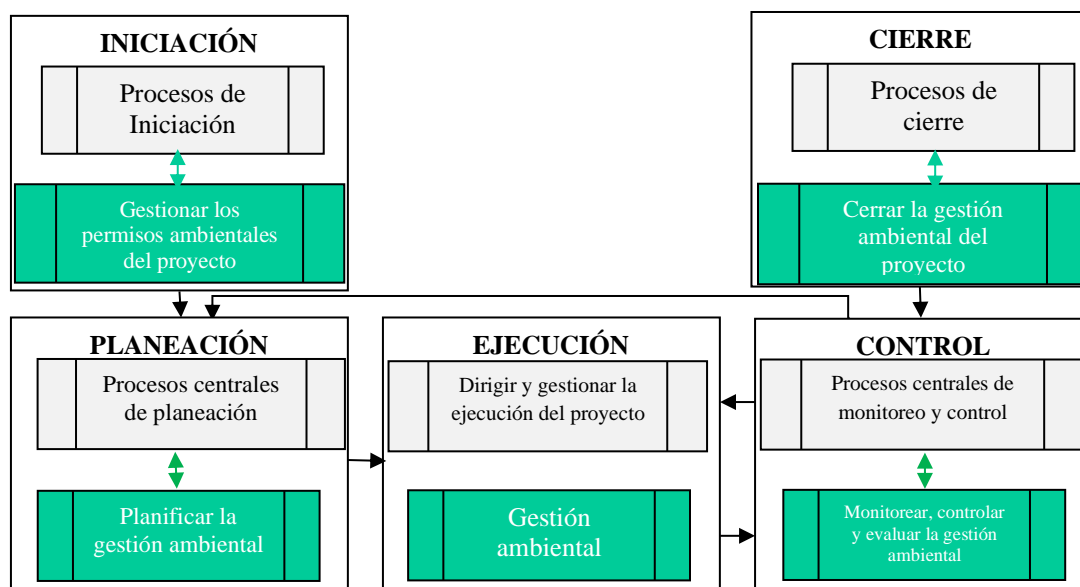 INICIACIÓN
Procesos de
Iniciación
Gestionar los
permisos ambientales
del proyecto
CIERRE
Procesos de
cierre
Cerrar la gestión
ambiental del
proyecto
PLANEACIÓN
Procesos centrales
de planeación
Planificar la
gestión ambiental
EJECUCIÓN
Dirigir y gestionar la
ejecución del proyecto
Gestión
ambiental
CONTROL
Procesos centrales de
monitoreo y control
Monitorear, controlar
y evaluar la gestión
ambiental